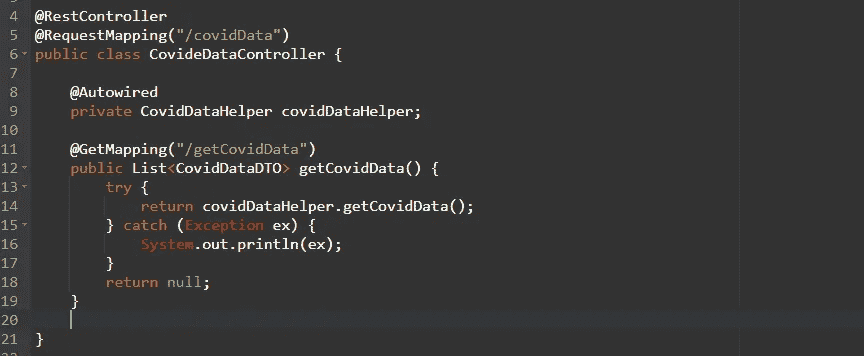 4 @RestController
5 @RequestMapping("/covidData")
6 public class CovideDataController {
7
8 @Autowired
9 private CovidDataHelper covidDataHelper;
10
11 @GetMapping("/getCovidData")
12 public List<CovidDataDTO> getCovidData() {
13 try {
14 return covidDataHelper.getCovidData();
15 } catch (Exception ex) {
16 System.out.println(ex);
17 }
18 return null;
19 }
20
21 }